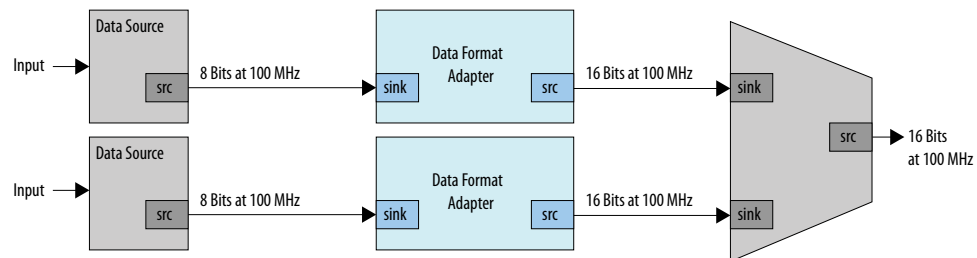 Data Source
Input
src
8 Bits at 100 MHz
sink
Data Format
Adapter
src
16 Bits at 100 MHz
sink
src
16 Bits
at 100 MHz
Data Source
Input
src
8 Bits at 100 MHz
sink
Data Format
Adapter
src
16 Bits at 100 MHz
sink